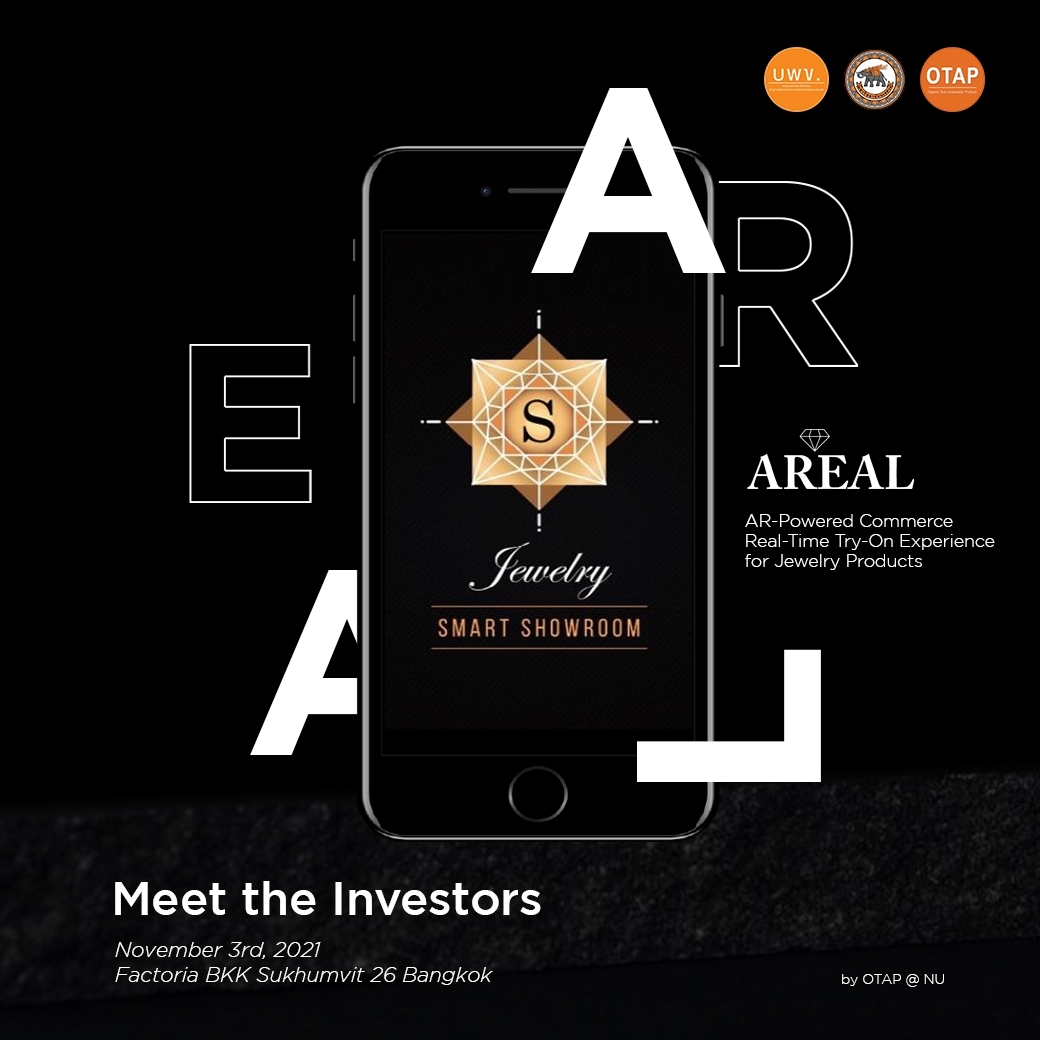 UWV.
OTAP
A
R
E
A
L
S
Jewelry
SMART SHOWROOM
AREAL
AR-Powered Commerce
Real-Time Try-On Experience
for Jewelry Products
Meet the Investors
November 3rd, 2021
Factoria BKK Sukhumvit 26 Bangkok
by OTAP @ NU